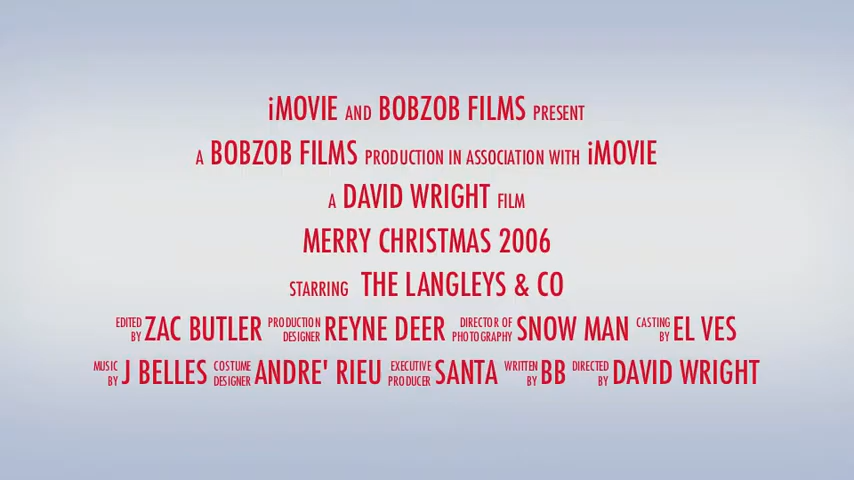 iMOVIE AND BOBZOB FILMS PRESENT
A BOBZOB FILMS PRODUCTION IN ASSOCIATION WITH iMOVIE
A DAVID WRIGHT FILM
MERRY CHRISTMAS 2006
STARRING THE LANGLEYS & CO
EDITED BY ZAC BUTLER PRODUCTION DESIGNER REYNE DEER DIRECTOR OF PHOTOGRAPHY SNOW MAN CASTING BY EL VES
MUSIC BY J BELLES COSTUME DESIGNER ANDRE' RIEU EXECUTIVE PRODUCER SANTA WRITTEN BY BB DIRECTED BY DAVID WRIGHT